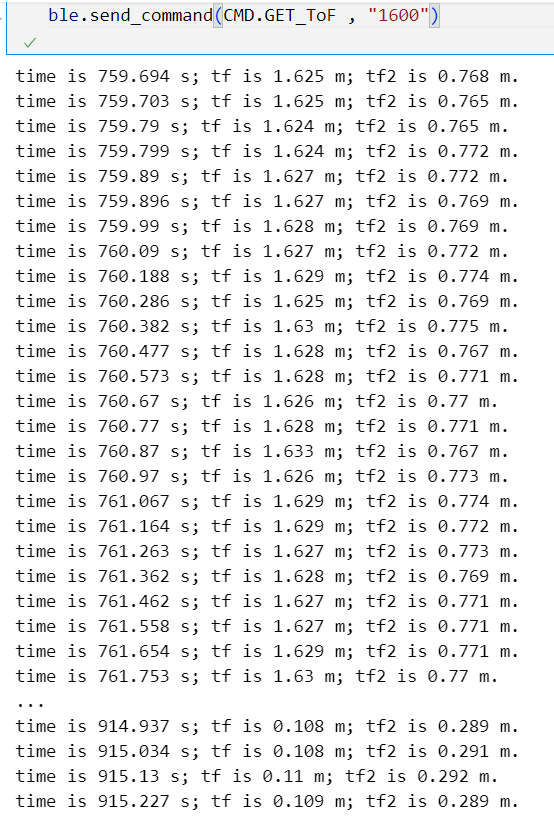 ble.send_command(CMD.GET_ToF , "1600")
time is 759.694 s; tf is 1.625 m; tf2 is 0.768 m.
time is 759.703 s; tf is 1.625 m; tf2 is 0.765 m.
time is 759.79 s; tf is 1.624 m; tf2 is 0.765 m.
time is 759.799 s; tf is 1.624 m; tf2 is 0.772 m.
time is 759.89 s; tf is 1.627 m; tf2 is 0.772 m.
time is 759.896 s; tf is 1.627 m; tf2 is 0.769 m.
time is 759.99 s; tf is 1.628 m; tf2 is 0.769 m.
time is 760.09 s; tf is 1.627 m; tf2 is 0.772 m.
time is 760.188 s; tf is 1.629 m; tf2 is 0.774 m.
time is 760.286 s; tf is 1.625 m; tf2 is 0.769 m.
time is 760.382 s; tf is 1.63 m; tf2 is 0.775 m.
time is 760.477 s; tf is 1.628 m; tf2 is 0.767 m.
time is 760.573 s; tf is 1.628 m; tf2 is 0.771 m.
time is 760.67 s; tf is 1.626 m; tf2 is 0.77 m.
time is 760.77 s; tf is 1.628 m; tf2 is 0.771 m.
time is 760.87 s; tf is 1.633 m; tf2 is 0.767 m.
time is 760.97 s; tf is 1.626 m; tf2 is 0.773 m.
time is 761.067 s; tf is 1.629 m; tf2 is 0.774 m.
time is 761.164 s; tf is 1.629 m; tf2 is 0.772 m.
time is 761.263 s; tf is 1.627 m; tf2 is 0.773 m.
time is 761.362 s; tf is 1.628 m; tf2 is 0.769 m.
time is 761.462 s; tf is 1.627 m; tf2 is 0.771 m.
time is 761.558 s; tf is 1.627 m; tf2 is 0.771 m.
time is 761.654 s; tf is 1.629 m; tf2 is 0.771 m.
time is 761.753 s; tf is 1.63 m; tf2 is 0.77 m.
...
time is 914.937 s; tf is 0.108 m; tf2 is 0.289 m.
time is 915.034 s; tf is 0.108 m; tf2 is 0.291 m.
time is 915.13 s; tf is 0.11 m; tf2 is 0.292 m.
time is 915.227 s; tf is 0.109 m; tf2 is 0.289 m.